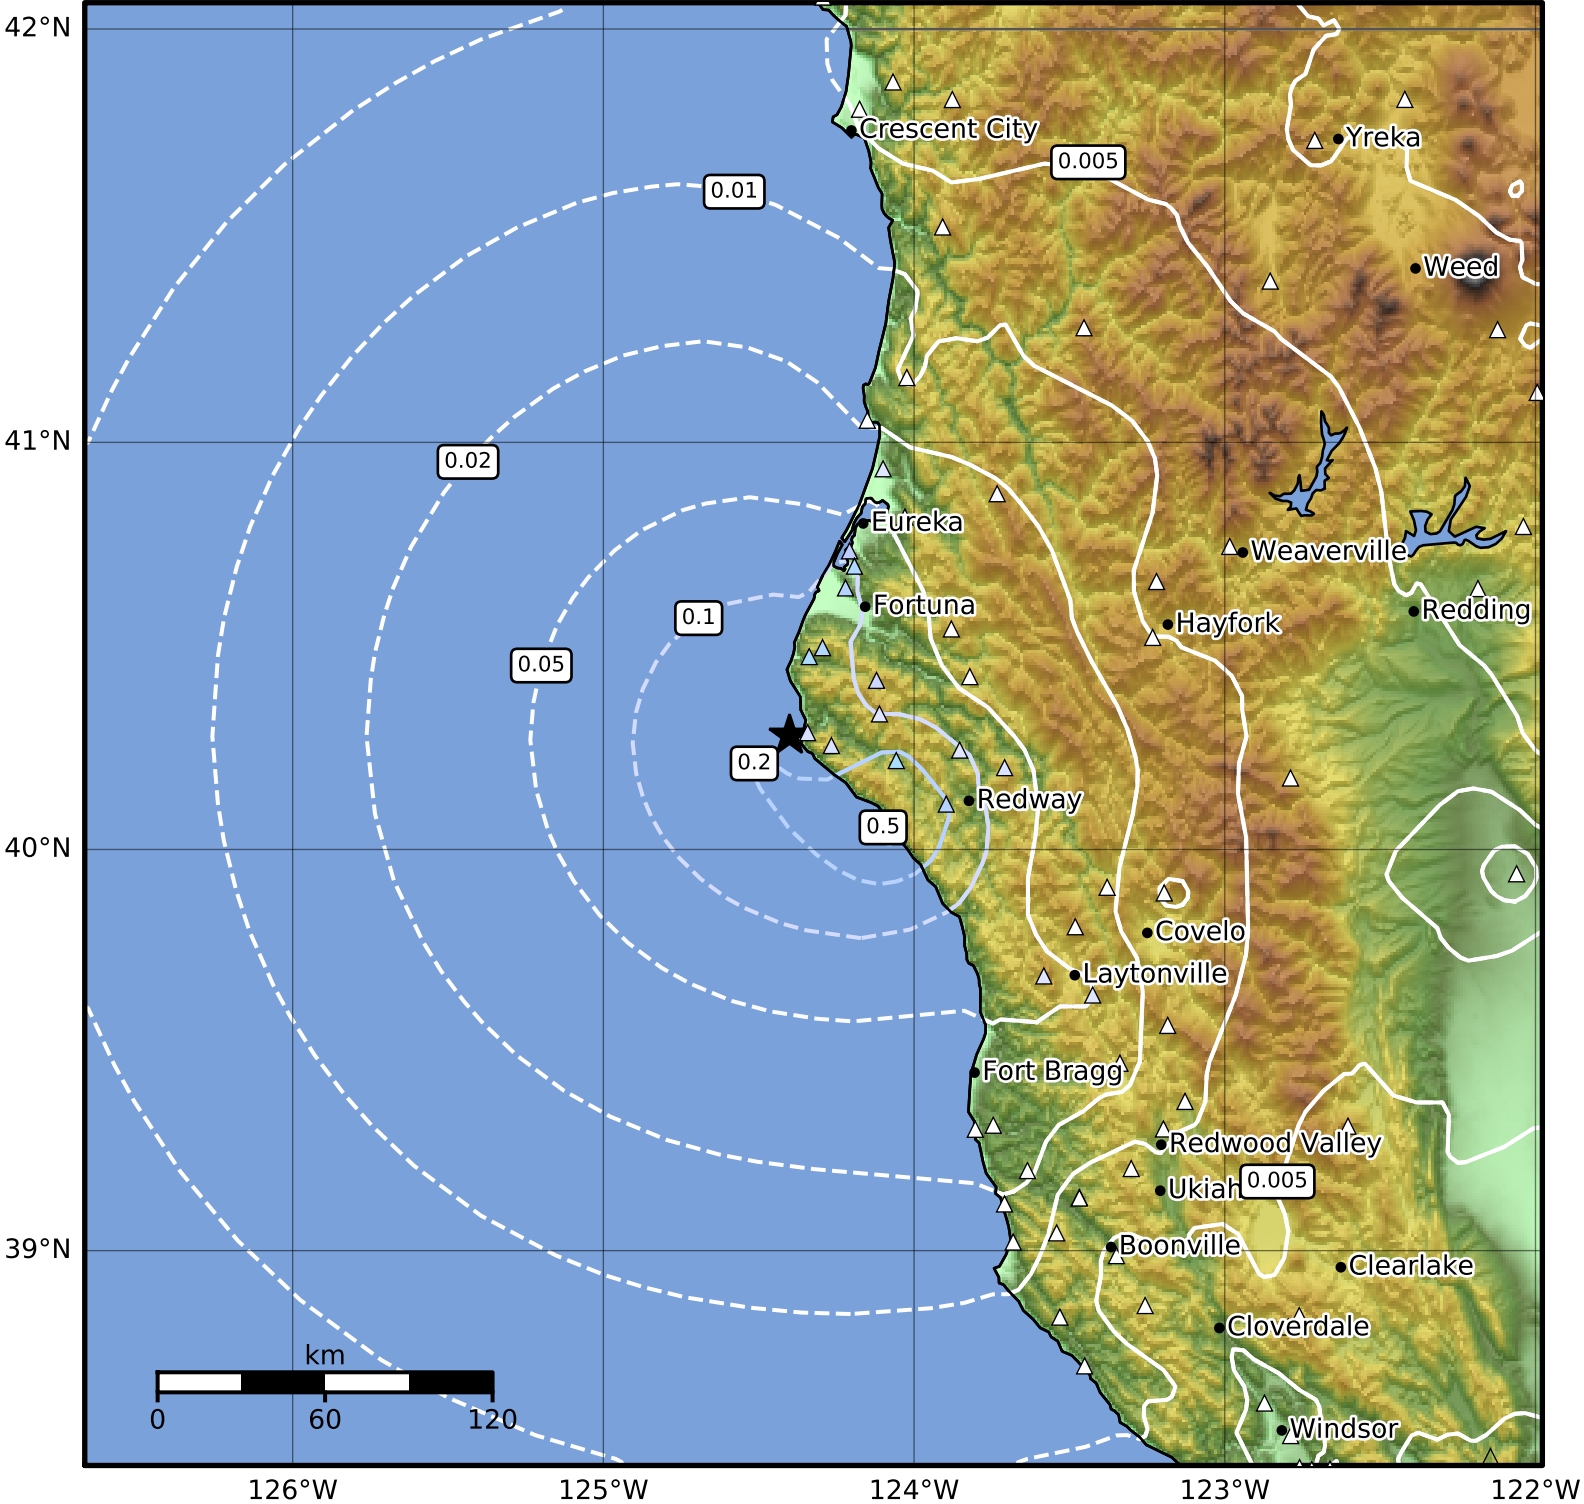 42°N
Crescent City
Yreka
0.005
0.01
Weed
41°N
0.02
Eureka
Weaverville
0.1
Fortuna
Hayfork
Redding
0.05
0.2
Redway
0.5
40°N
Covelo
Laytonville
Fort Bragg
Redwood Valley
Ukiah
0.005
39°N
Boonville
Clearlake
Cloverdale
km
0 60 120
Windsor
126°W 125°W 124°W 123°W 122°W